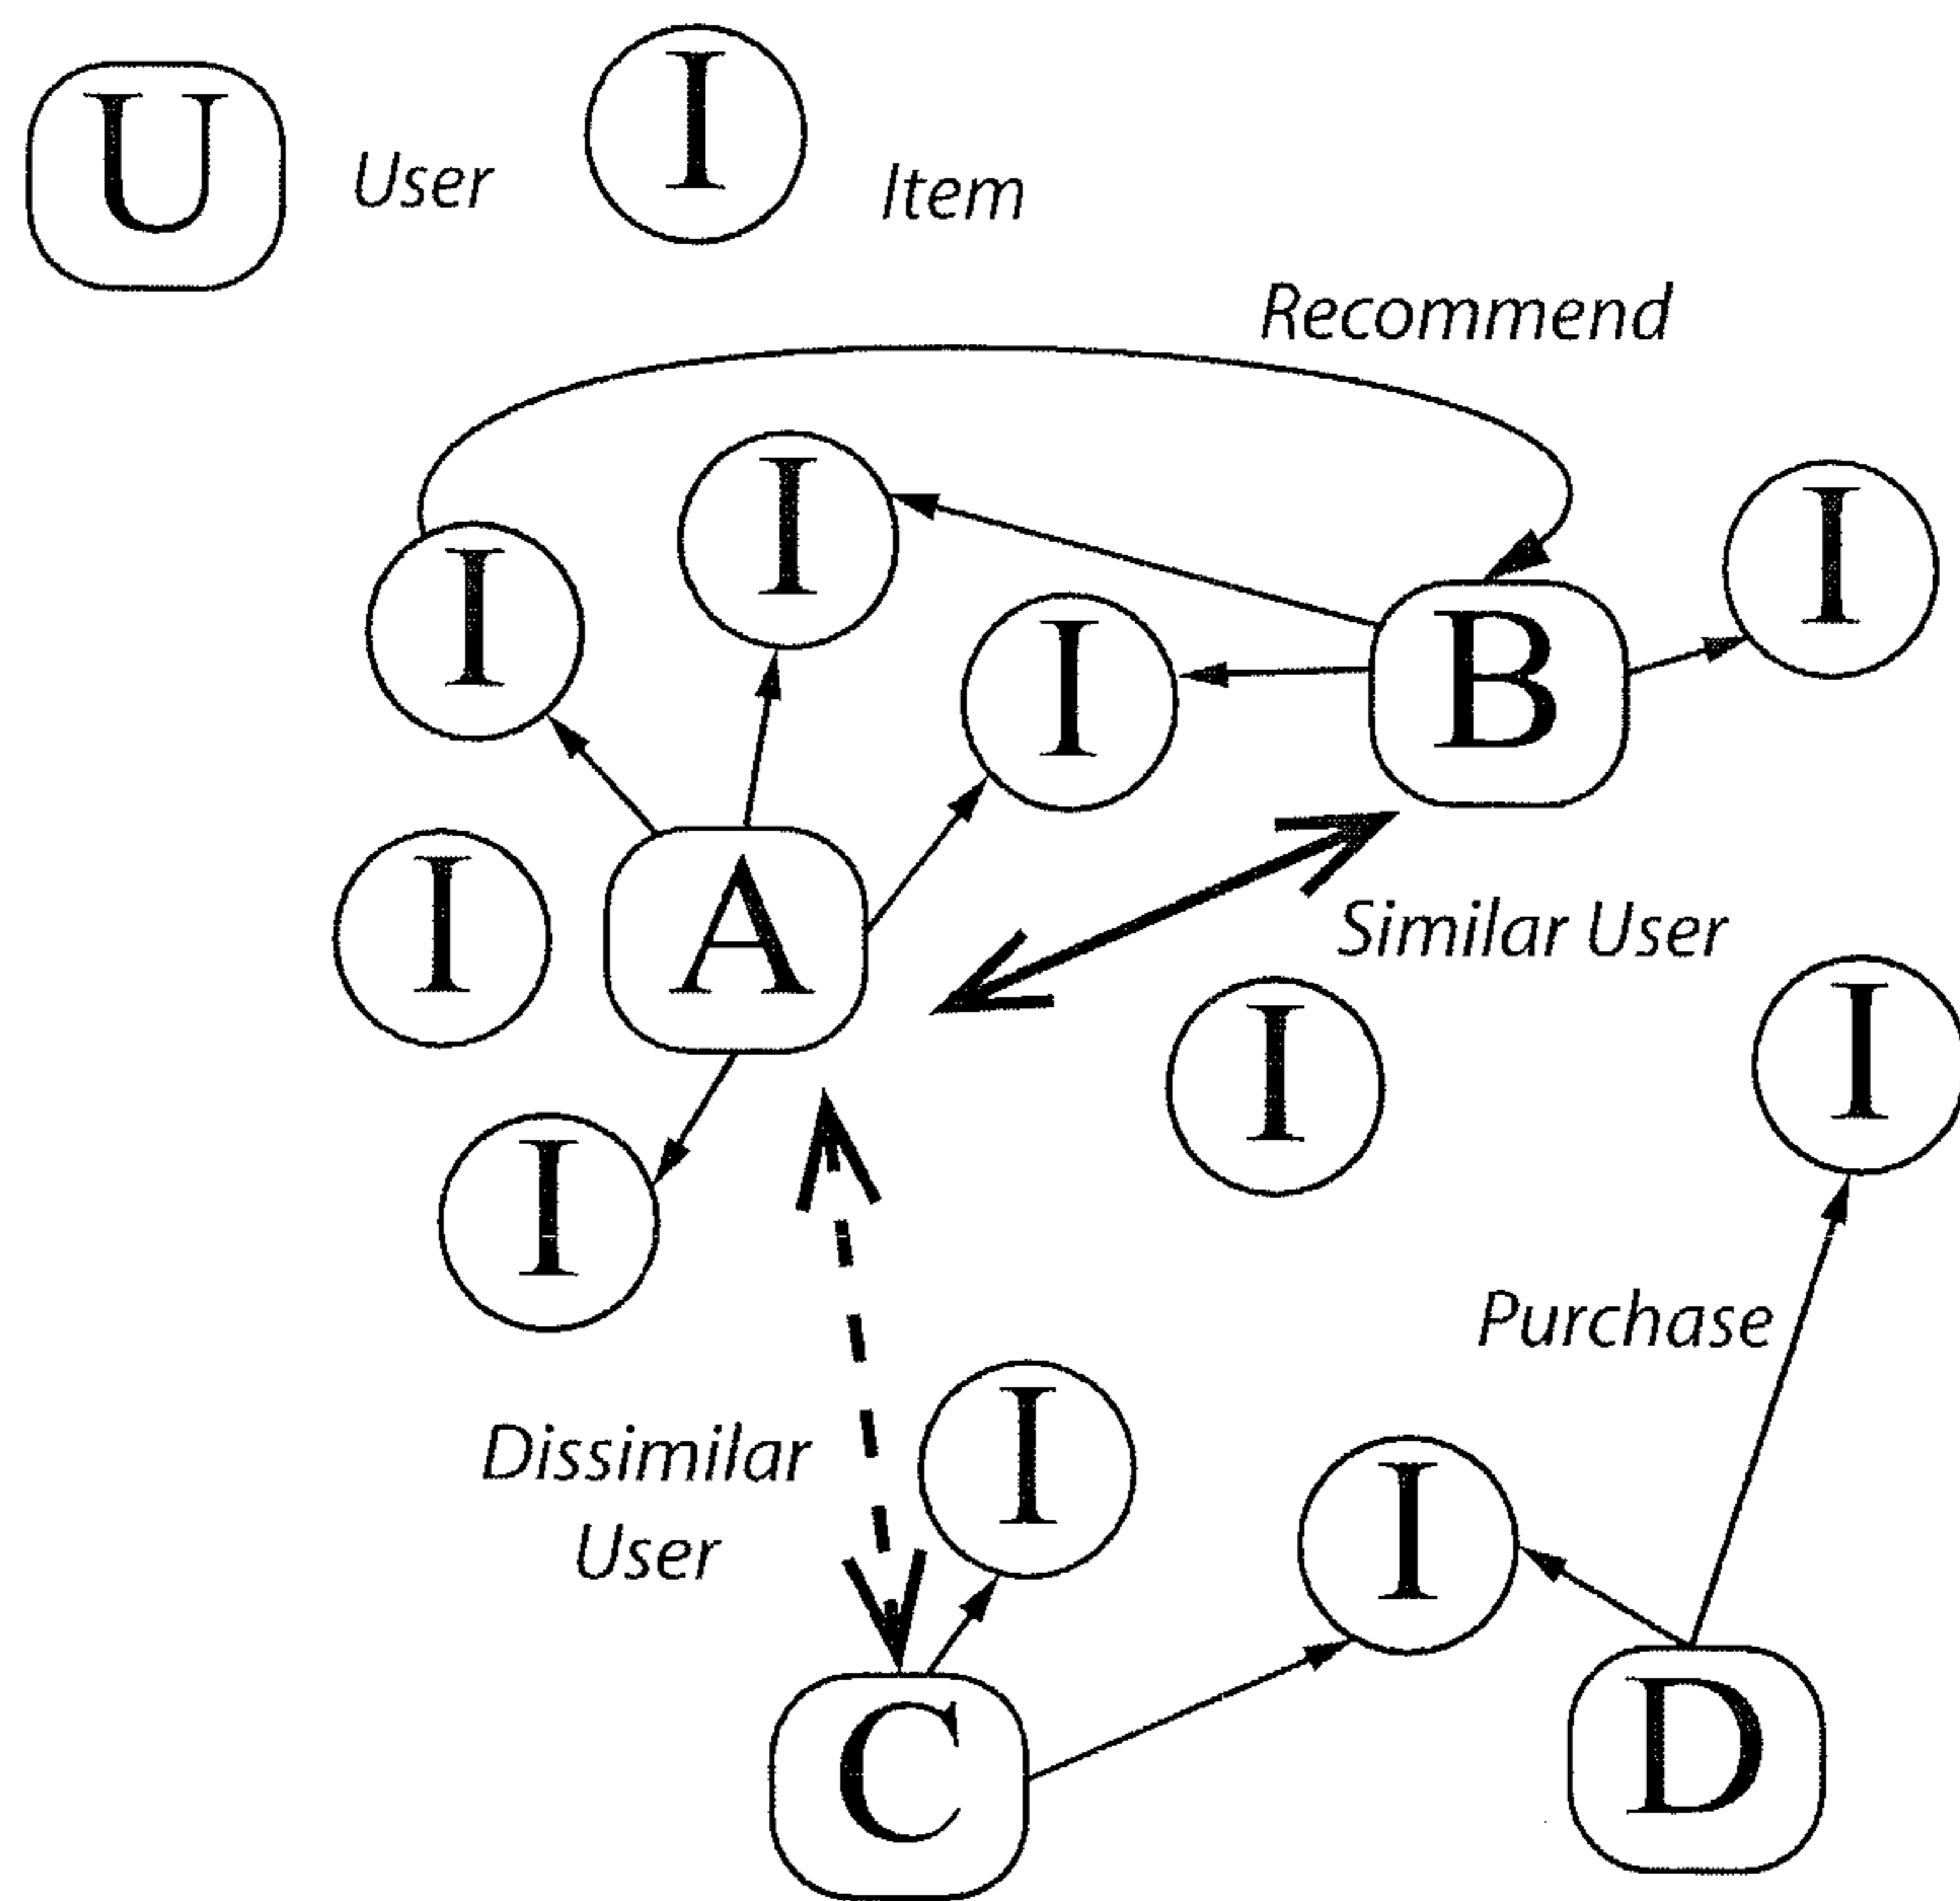 U User I Item
Recommend
I
I
I
I
B
I
A
Similar User
I
I
I
Purchase
I
Dissimilar
User
I
C
D